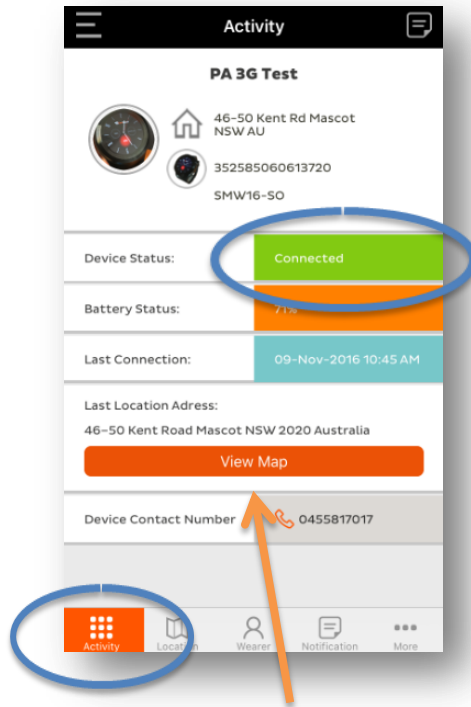 Activity
PA 3G Test
46-50 Kent Rd Mascot
NSW AU
352585060613720
SMW16-SO
Device Status: Connected
Battery Status: 71%
Last Connection: 09-Nov-2016 10:45 AM
Last Location Adress:
46-50 Kent Road Mascot NSW 2020 Australia
View Map
Device Contact Number 0455817017
Activity Location Wearer Notification More